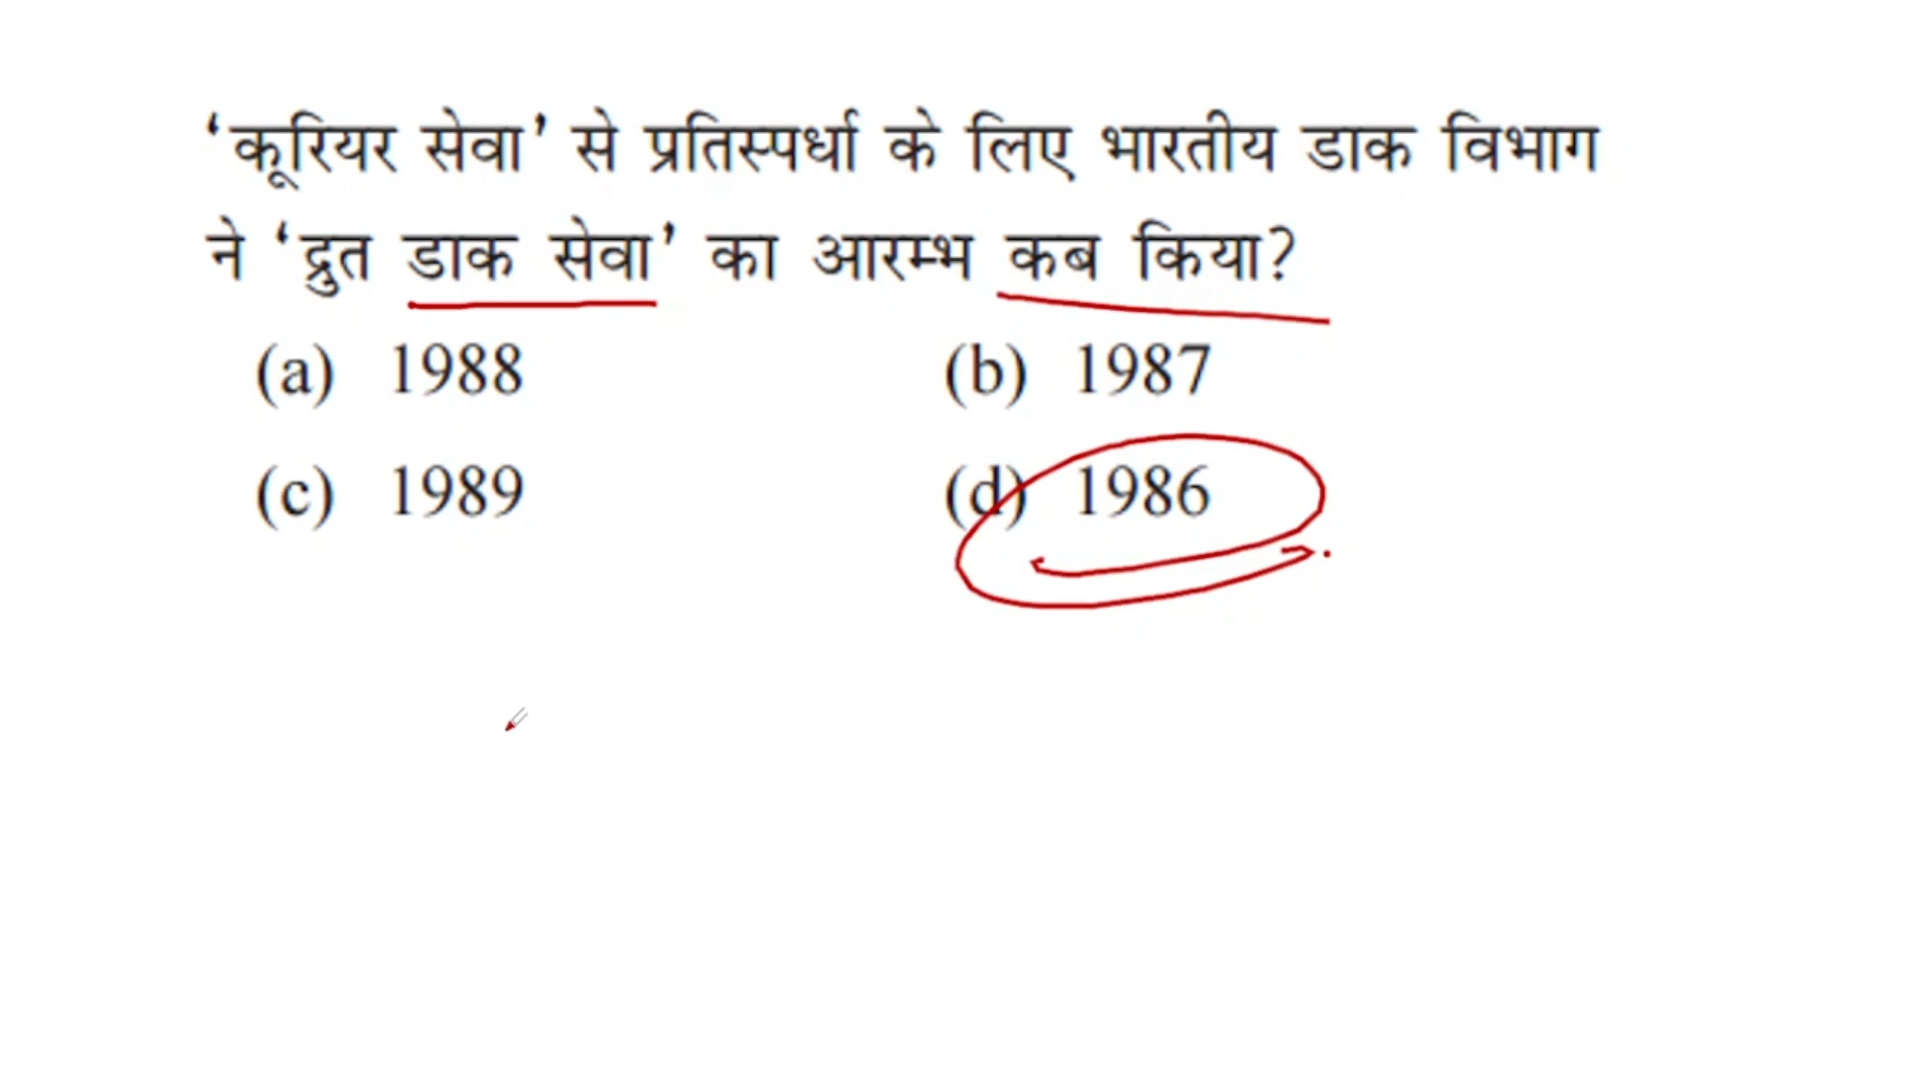 ‘कूरियर सेवा’ से प्रतिस्पर्धा के लिए भारतीय डाक विभाग
ने ‘द्रुत डाक सेवा’ का आरम्भ कब किया?
(a) 1988 (b) 1987
(c) 1989 (d) 1986